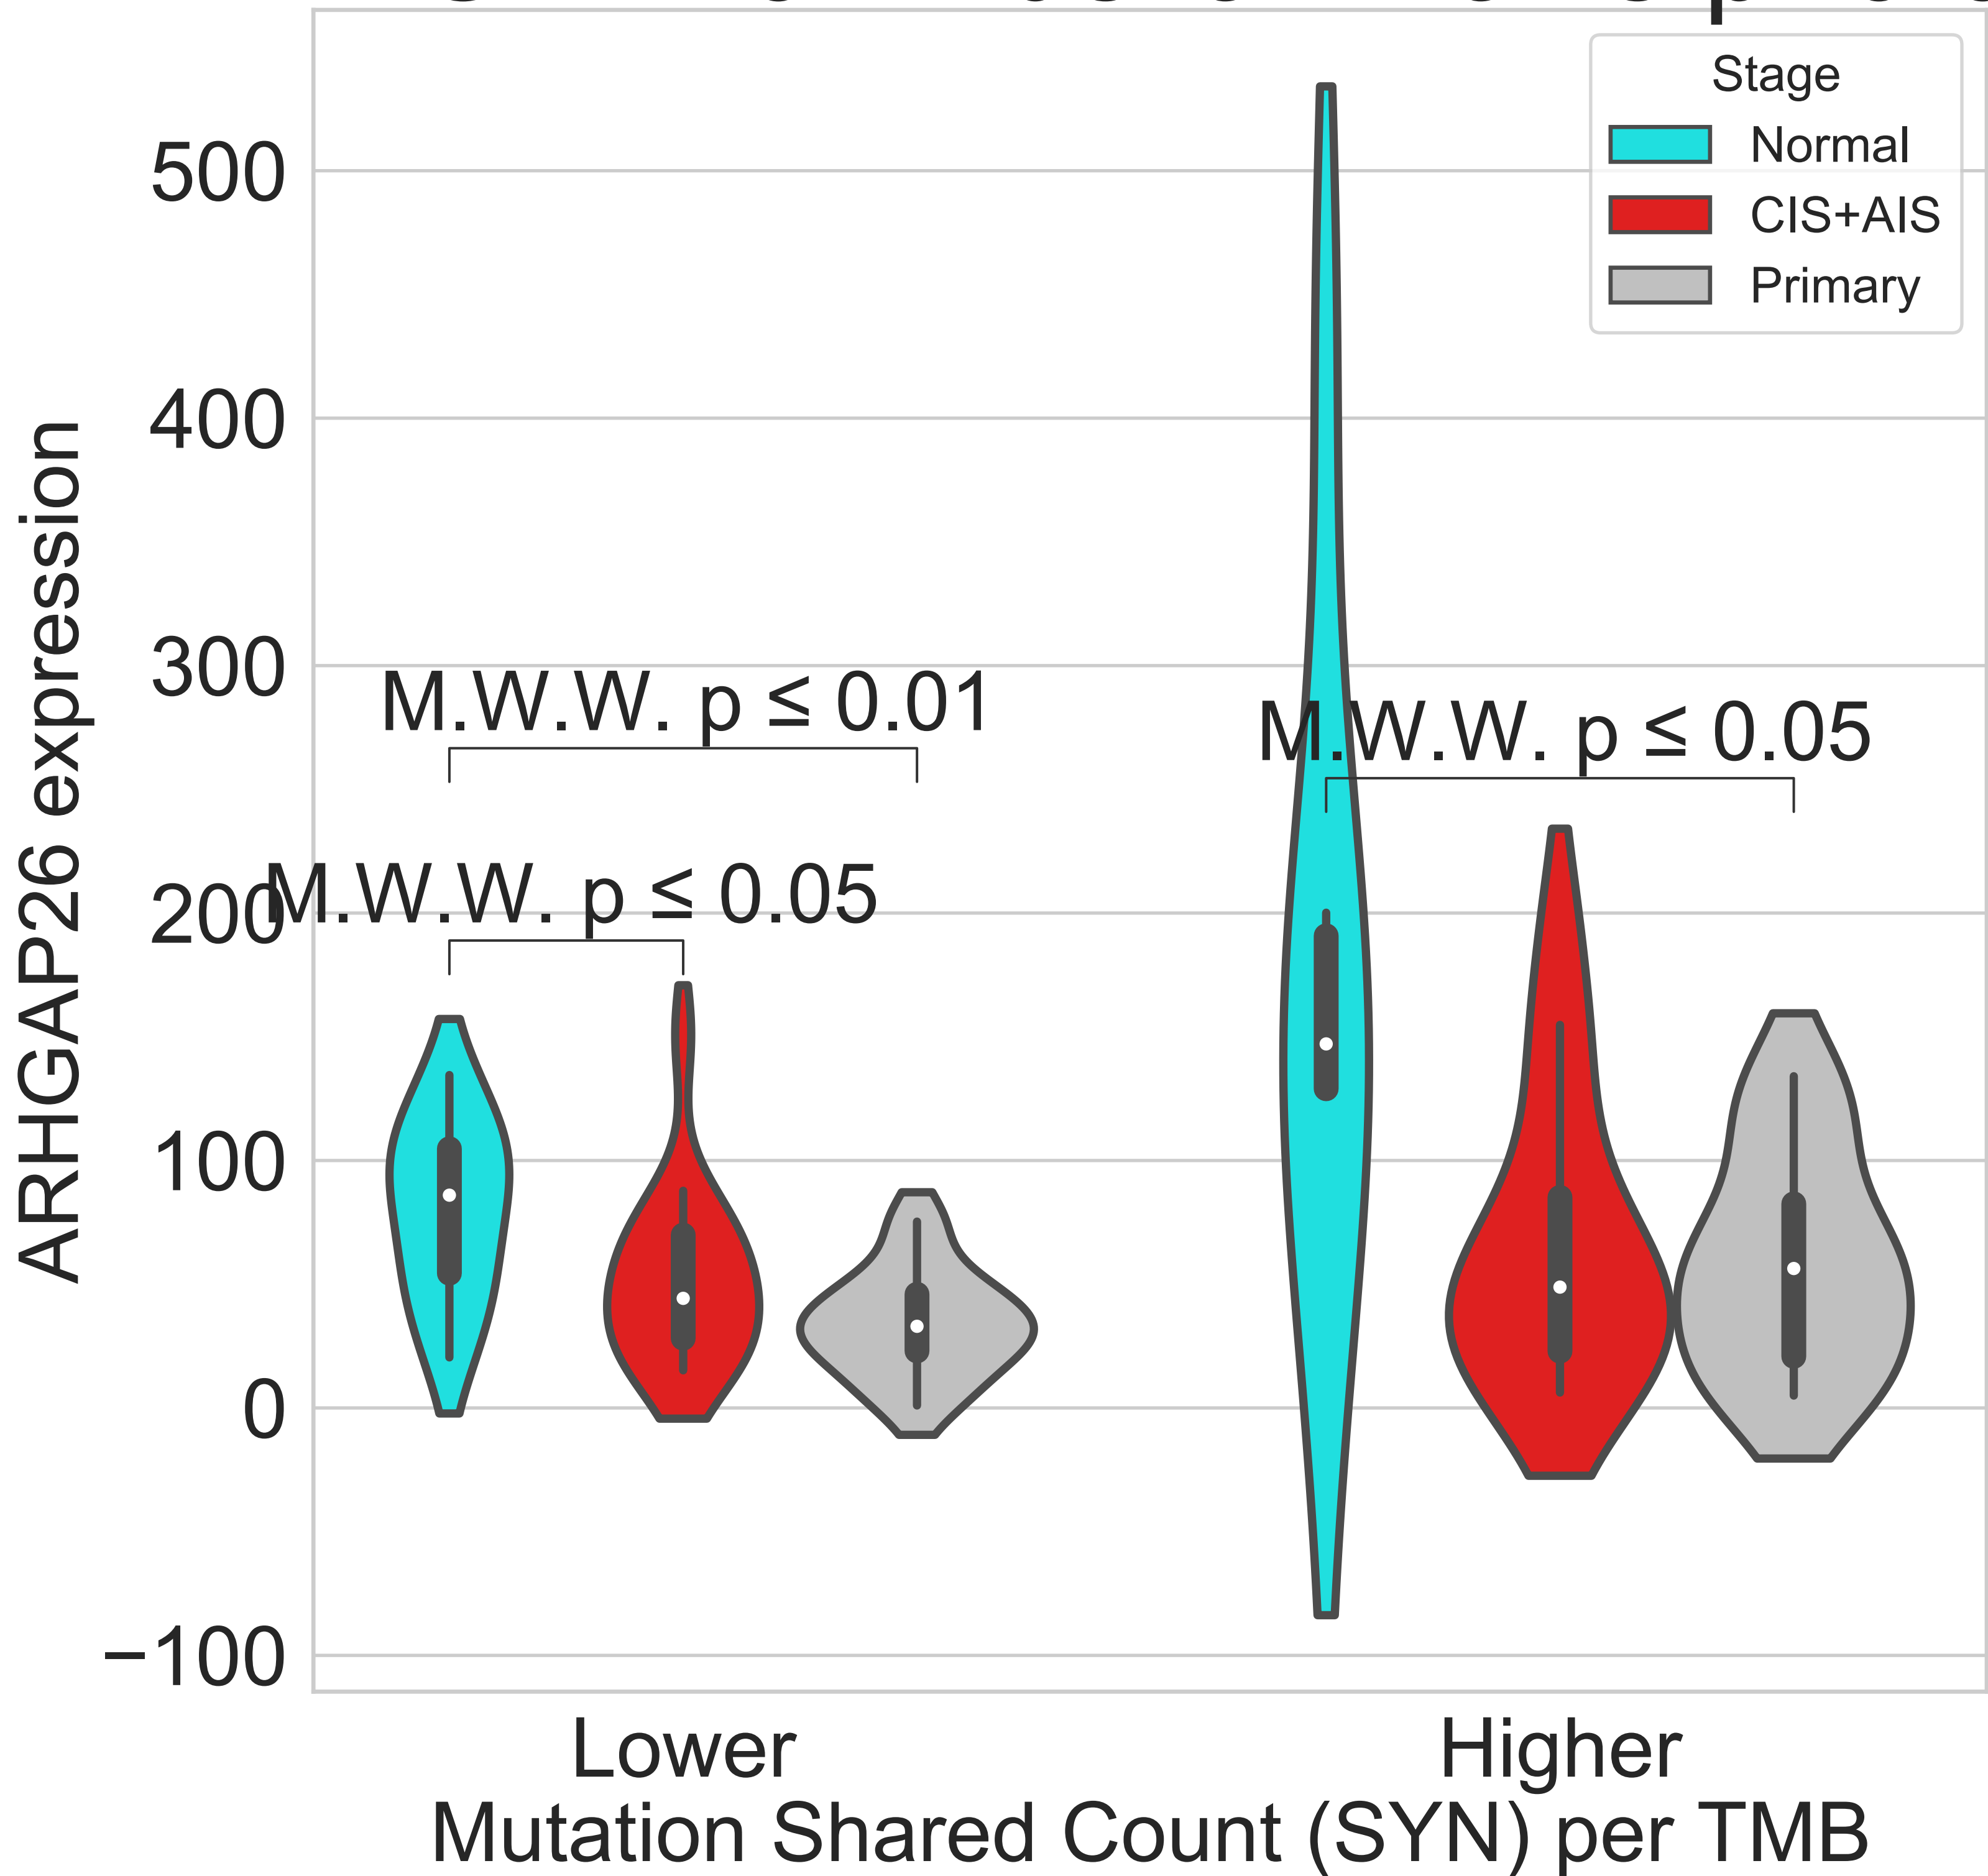 Stage
Normal
CIS+AIS
Primary
500
400
300
200
100
0
−100
ARHGAP26 expression
M.W.W. p ≤ 0.01
M.W.W. p ≤ 0.05
M.W.W. p ≤ 0.05
Lower
Higher
Mutation Shared Count (SYN) per TMB